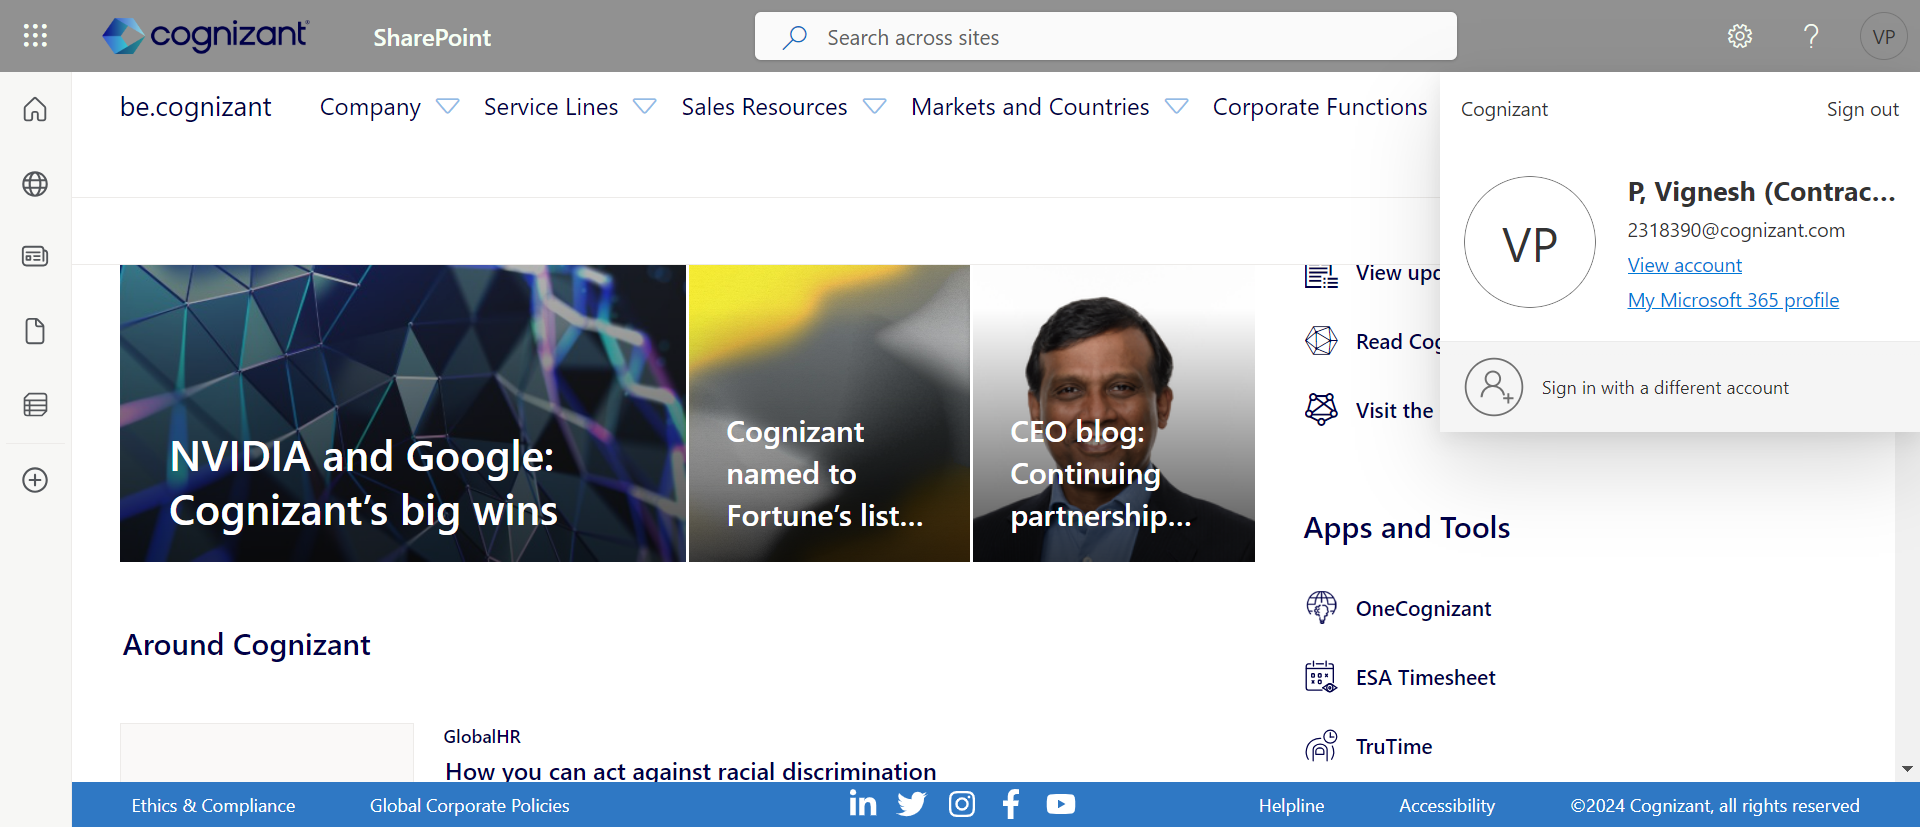 cognizant
SharePoint
Search across sites
VP
be.cognizant
Company
Service Lines
Sales Resources
Markets and Countries
Corporate Functions
Cognizant
Sign out
VP
P, Vignesh (Contrac...
2318390@cognizant.com
View account
My Microsoft 365 profile
Sign in with a different account
NVIDIA and Google:
Cognizant’s big wins
Cognizant
named to
Fortune’s list...
CEO blog:
Continuing
partnership...
View
Read
Visit the
Apps and Tools
OneCognizant
ESA Timesheet
TruTime
Around Cognizant
GlobalHR
How you can act against racial discrimination
Ethics & Compliance
Global Corporate Policies
Helpline
Accessibility
©2024 Cognizant, all rights reserved